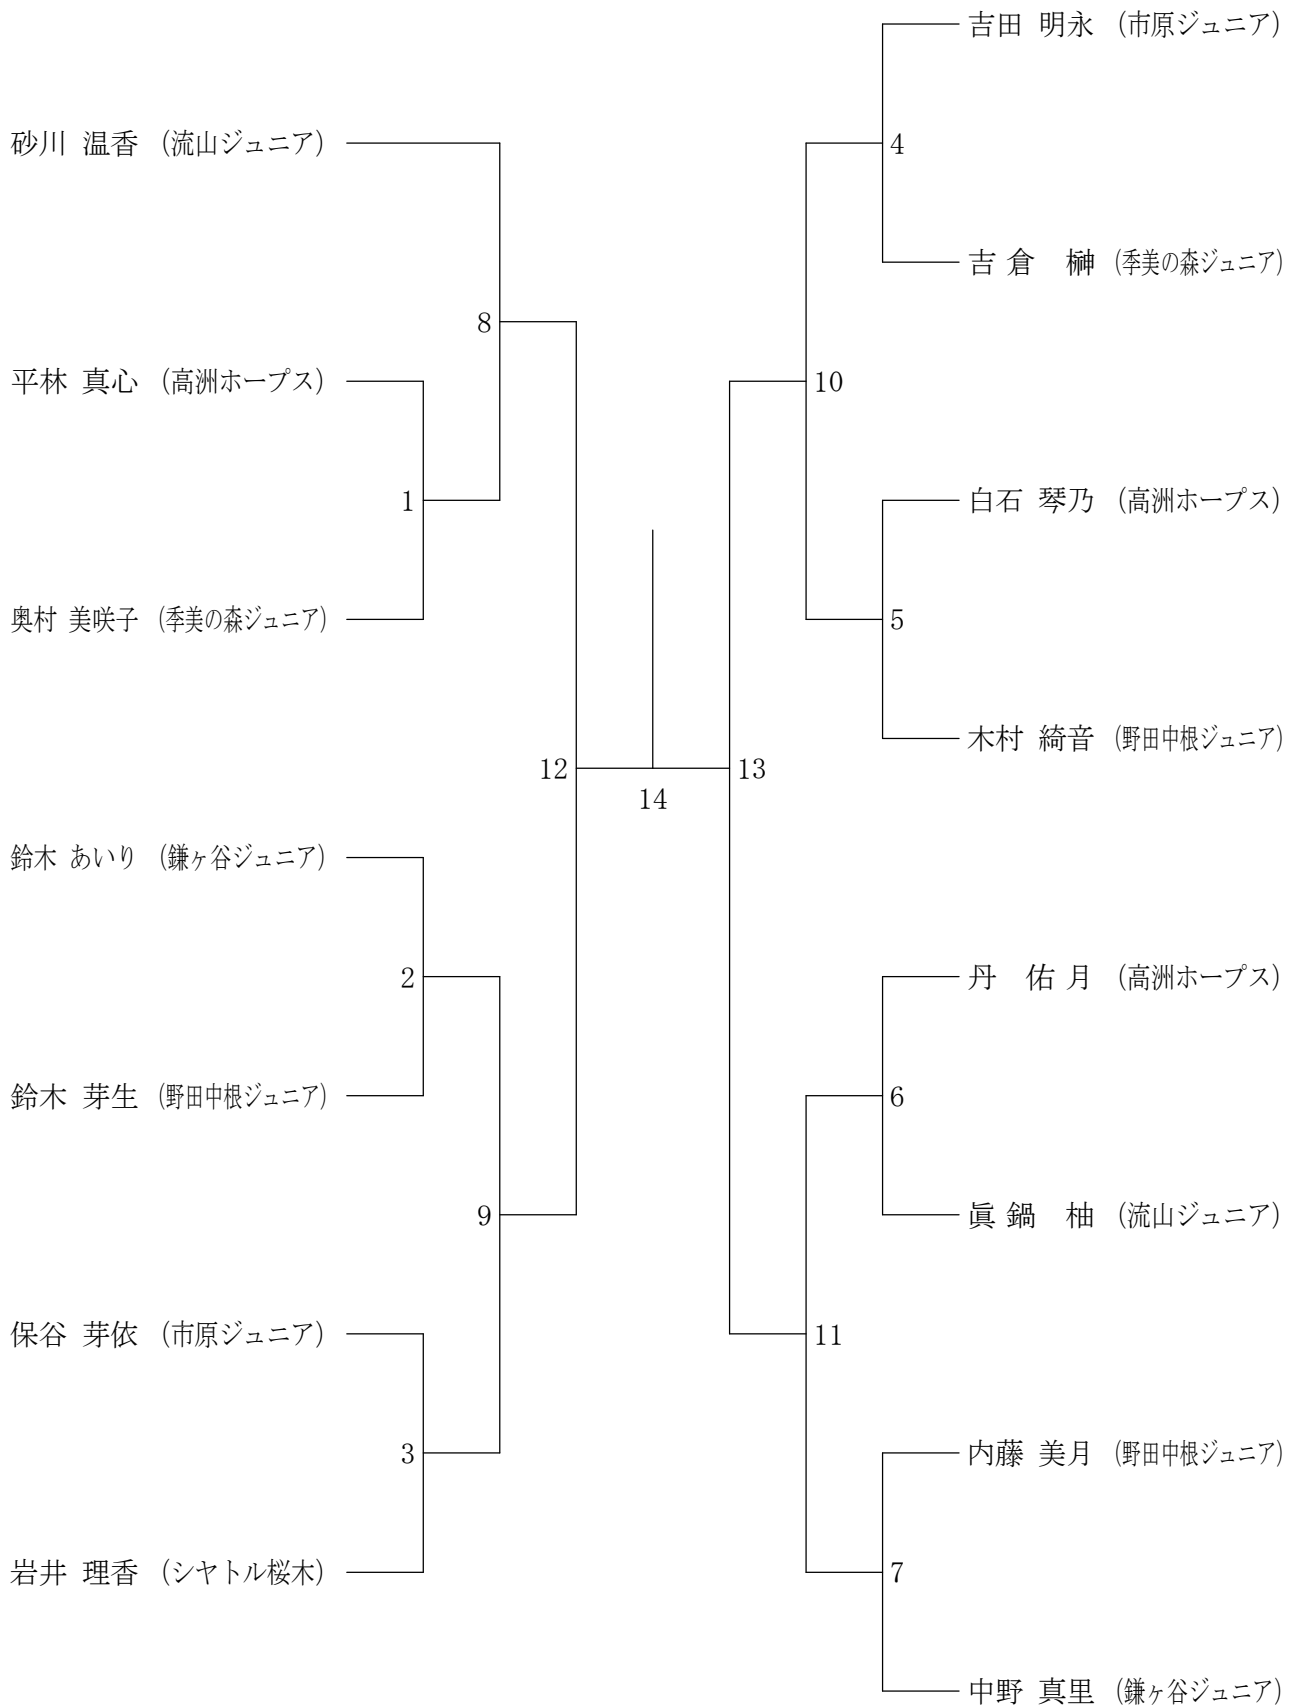 砂川 温香 (流山ジュニア)
平林 真心 (高洲ホープス)
奥村 美咲子 (季美の森ジュニア)
鈴木 あいり (鎌ヶ谷ジュニア)
鈴木 芽生 (野田中根ジュニア)
保谷 芽依 (市原ジュニア)
岩井 理香 (シヤトル桜木)
1
2
3
8
9
12
14
13
10
11
4
5
6
7
吉田 明永 (市原ジュニア)
吉倉 榊 (季美の森ジュニア)
白石 琴乃 (高洲ホープス)
木村 綺音 (野田中根ジュニア)
丹 佑月 (高洲ホープス)
眞鍋 柚 (流山ジュニア)
内藤 美月 (野田中根ジュニア)
中野 真里 (鎌ヶ谷ジュニア)